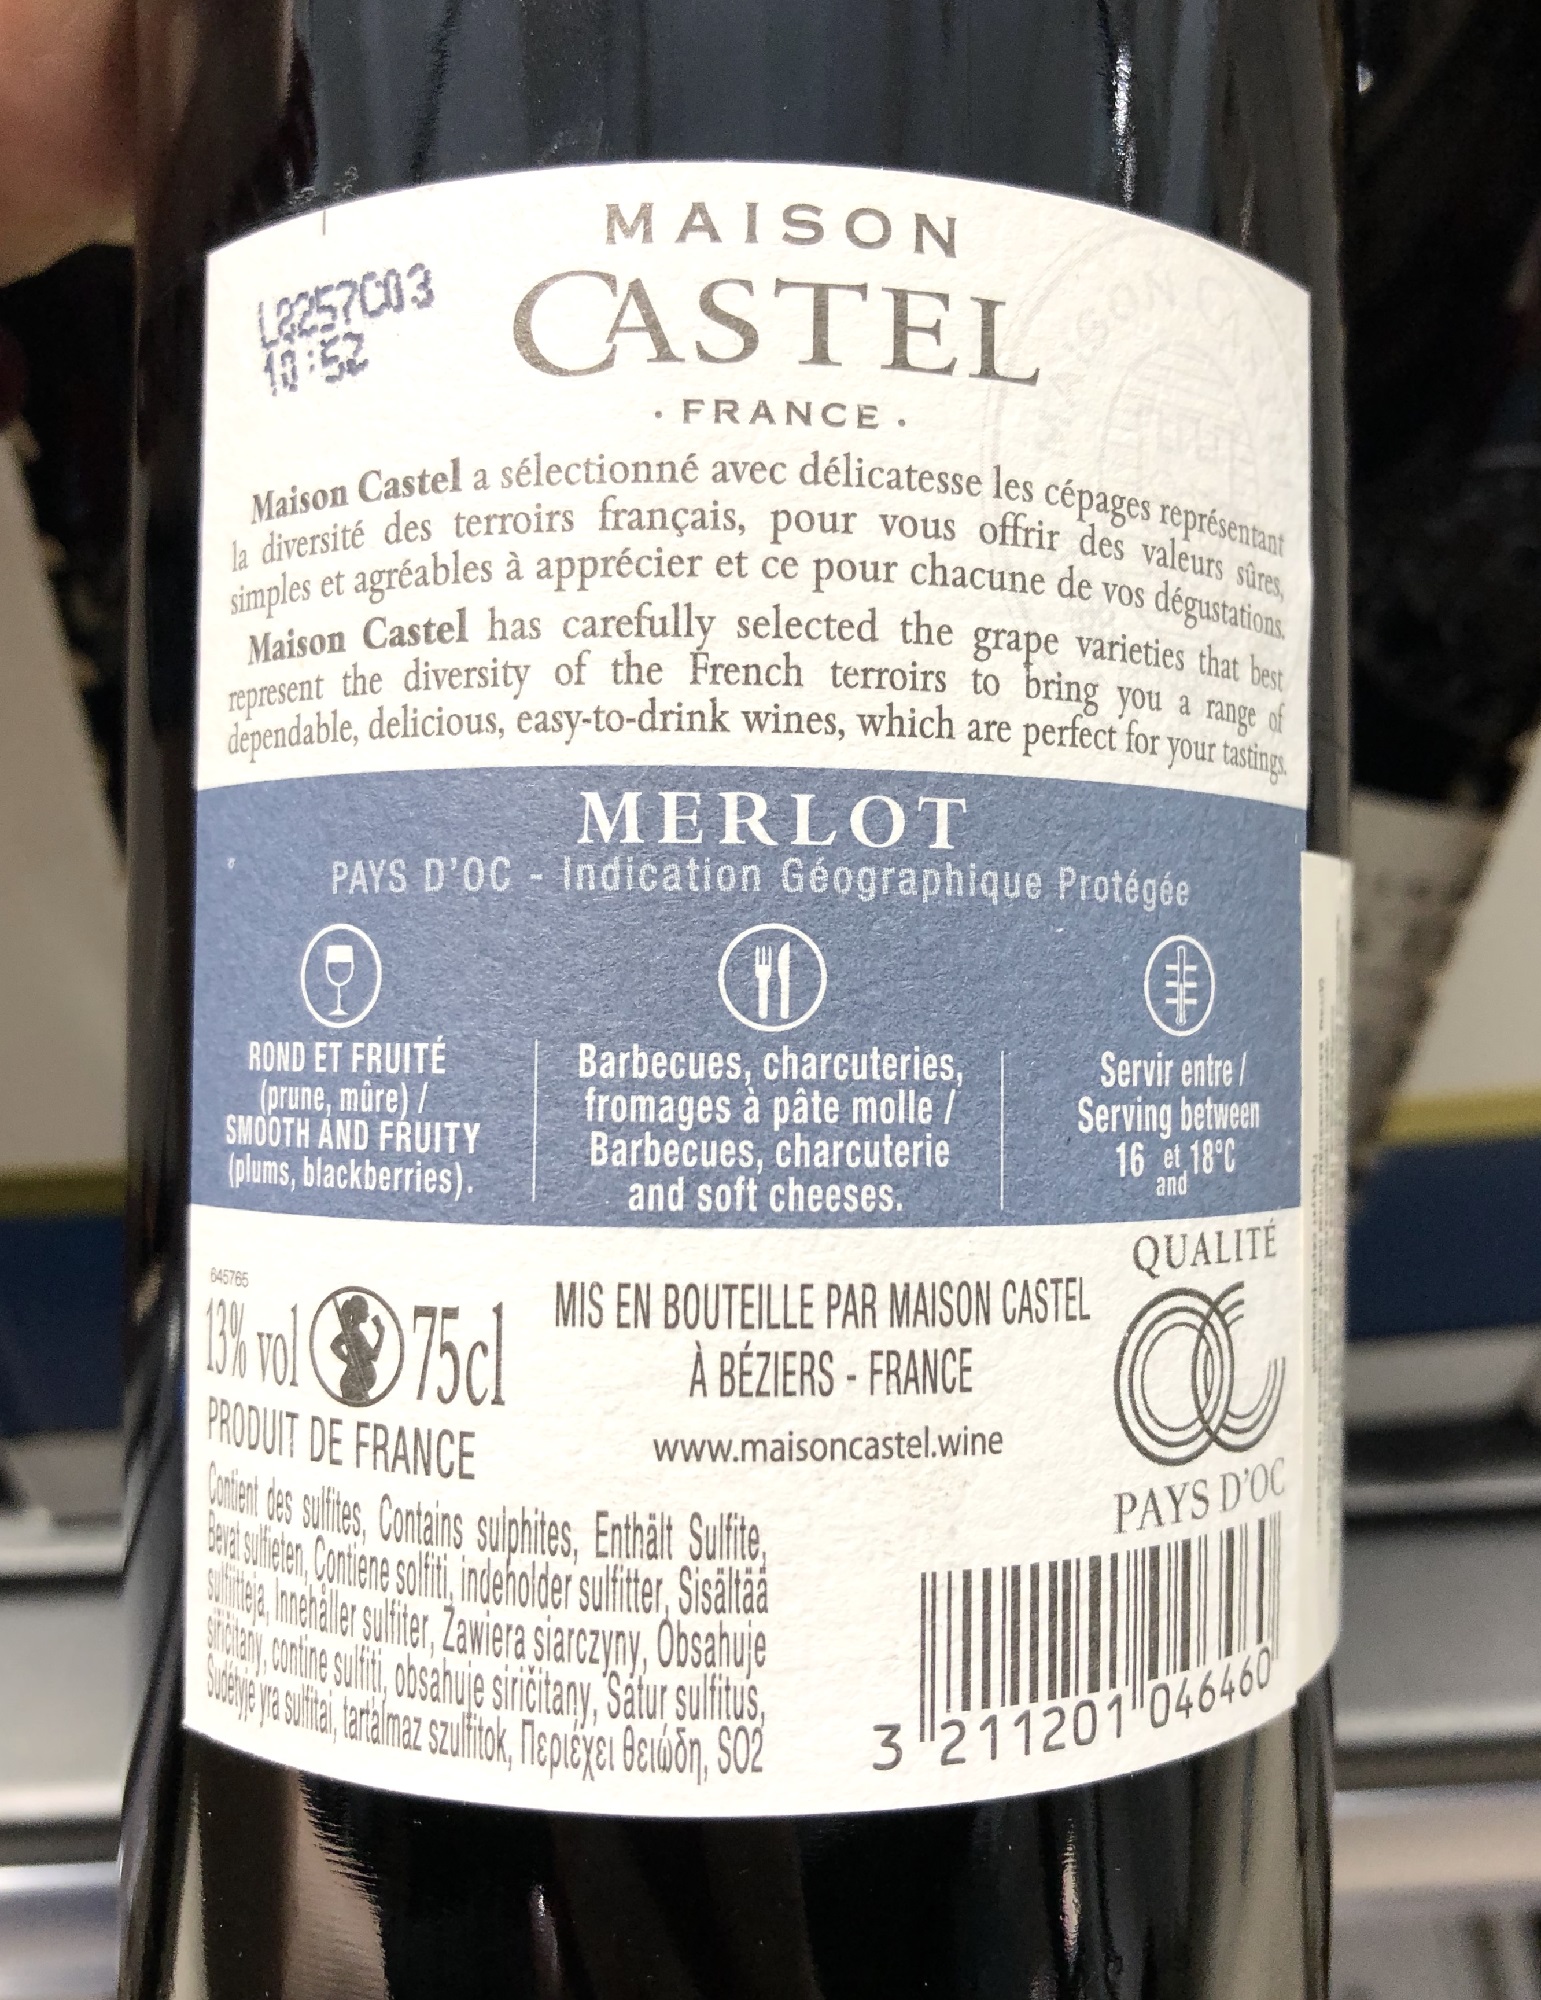 MAISON
CASTEL
· FRANCE ·
L8257C03
10:52
Maison Castel a sélectionné avec délicatesse les cépages représentant
la diversité des terroirs français, pour vous offrir des valeurs sûres,
simples et agréables à apprécier et ce pour chacune de vos dégustations.
Maison Castel has carefully selected the grape varieties that best
represent the diversity of the French terroirs to bring you a range of
dependable, delicious, easy-to-drink wines, which are perfect for your tastings.
MERLOT
PAYS D'OC - Indication Géographique Protégée
ROND ET FRUITÉ
(prune, mûre) /
SMOOTH AND FRUITY
(plums, blackberries).
Barbecues, charcuteries,
fromages à pâte molle /
Barbecues, charcuterie
and soft cheeses.
Servir entre /
Serving between
16 et 18°C
and
645765
13% vol 75cl
PRODUIT DE FRANCE
MIS EN BOUTEILLE PAR MAISON CASTEL
À BÉZIERS - FRANCE
www.maisoncastel.wine
QUALITÉ
PAYS D'OC
Contient des sulfites, Contains sulphites, Enthält Sulfite,
Bevat sulfieten, Contiene solfiti, indeholder sulfitter, Sisältää
sulfiitteja, Innehåller sulfiter, Zawiera siarczyny, Obsahuje
siričitany, contine sulfiti, obsahuje siričitany, Satur sulfitus,
Sudėtyje yra sulfitai, tartalmaz szulfitok, Περιέχει θειώδη, SO2
3 211201 046460